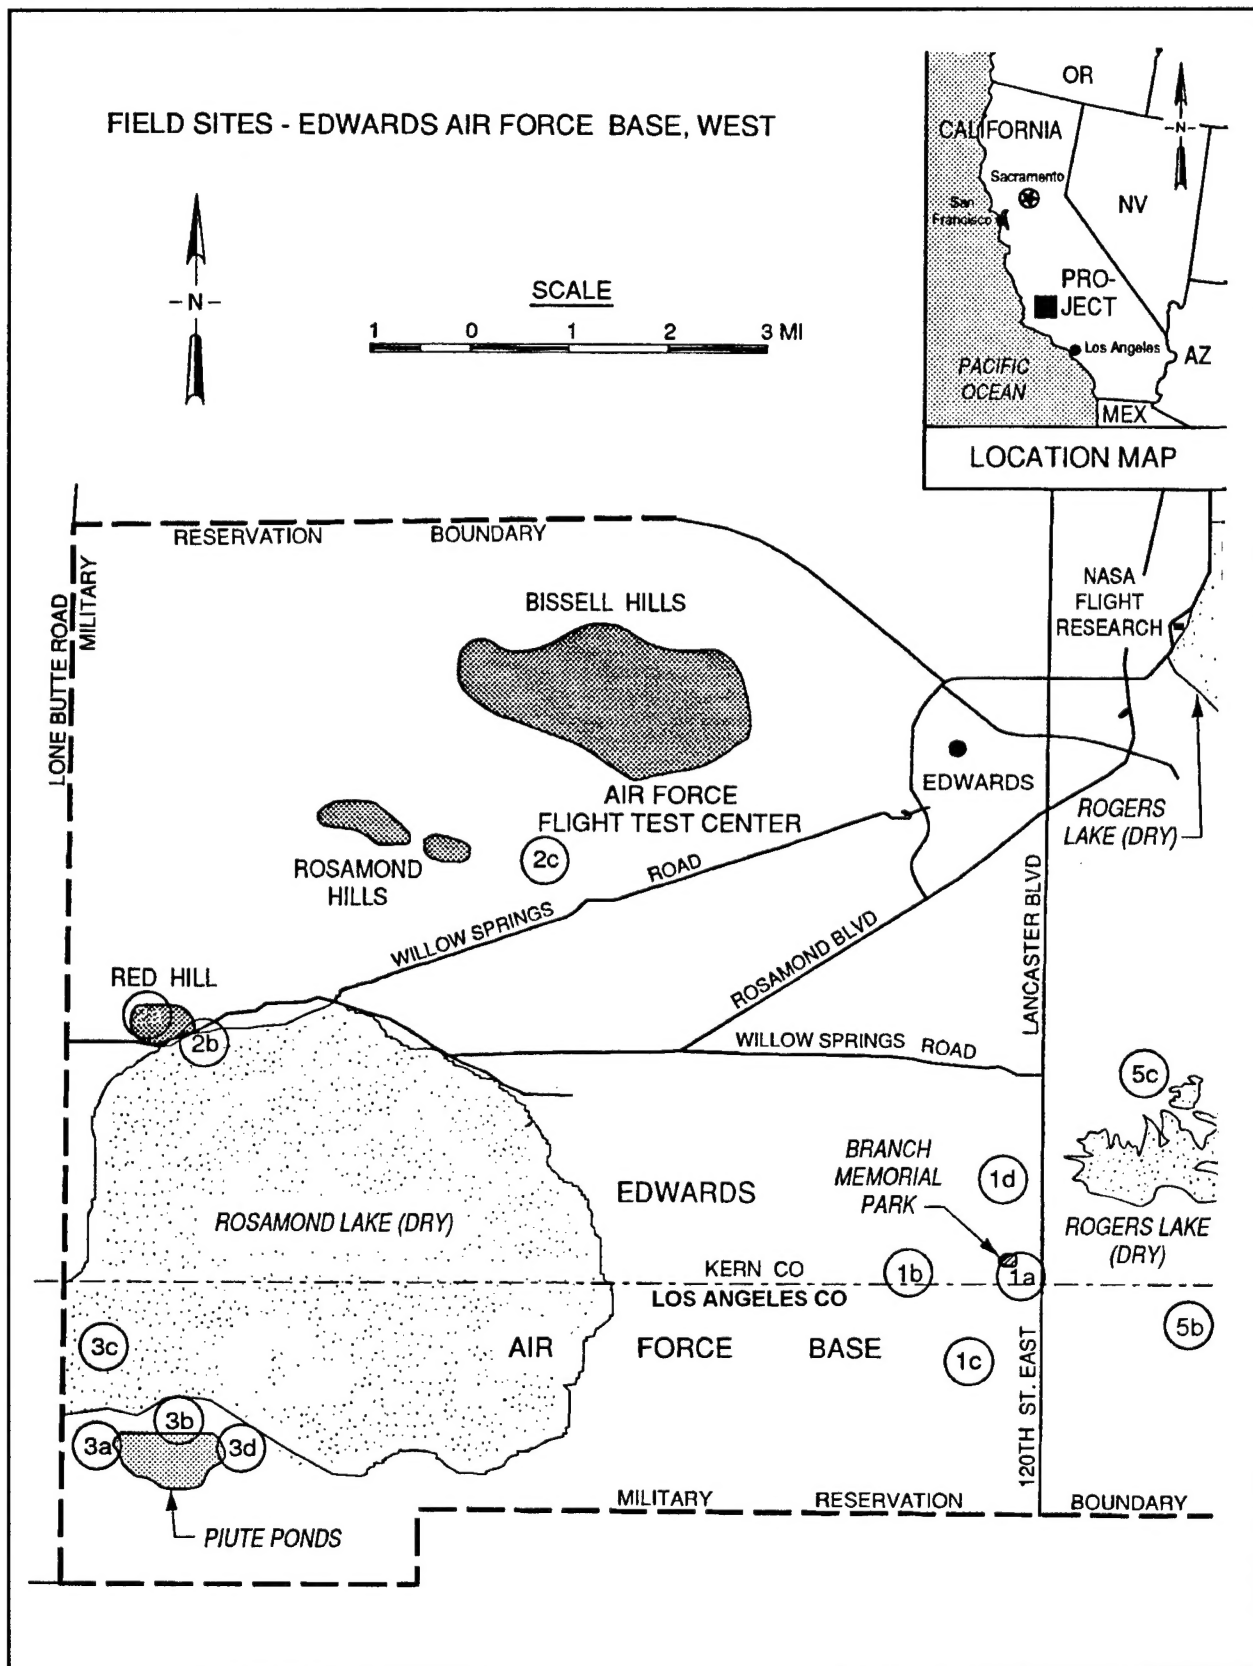 FIELD SITES - EDWARDS AIR FORCE BASE, WEST
-N-
SCALE
1 0 1 2 3 MI
OR
CALIFORNIA
-N-
Sacramento
San
Francisco
NV
PRO-
JECT
Los Angeles
AZ
PACIFIC
OCEAN
MEX
LOCATION MAP
RESERVATION BOUNDARY
MILITARY
LONE BUTTE ROAD
BISSELL HILLS
NASA
FLIGHT
RESEARCH
AIR FORCE
FLIGHT TEST CENTER
EDWARDS
ROGERS
LAKE (DRY)
2c
ROSAMOND
HILLS
WILLOW SPRINGS ROAD
ROSAMOND BLVD
LANCASTER BLVD
RED HILL
2b
WILLOW SPRINGS ROAD
5c
BRANCH
MEMORIAL
PARK
1d
EDWARDS
ROSAMOND LAKE (DRY)
ROGERS LAKE
(DRY)
KERN CO
1b
1a
LOS ANGELES CO
5b
3c
AIR FORCE BASE
1c
120TH ST. EAST
3b
3a
3d
MILITARY RESERVATION BOUNDARY
PIUTE PONDS